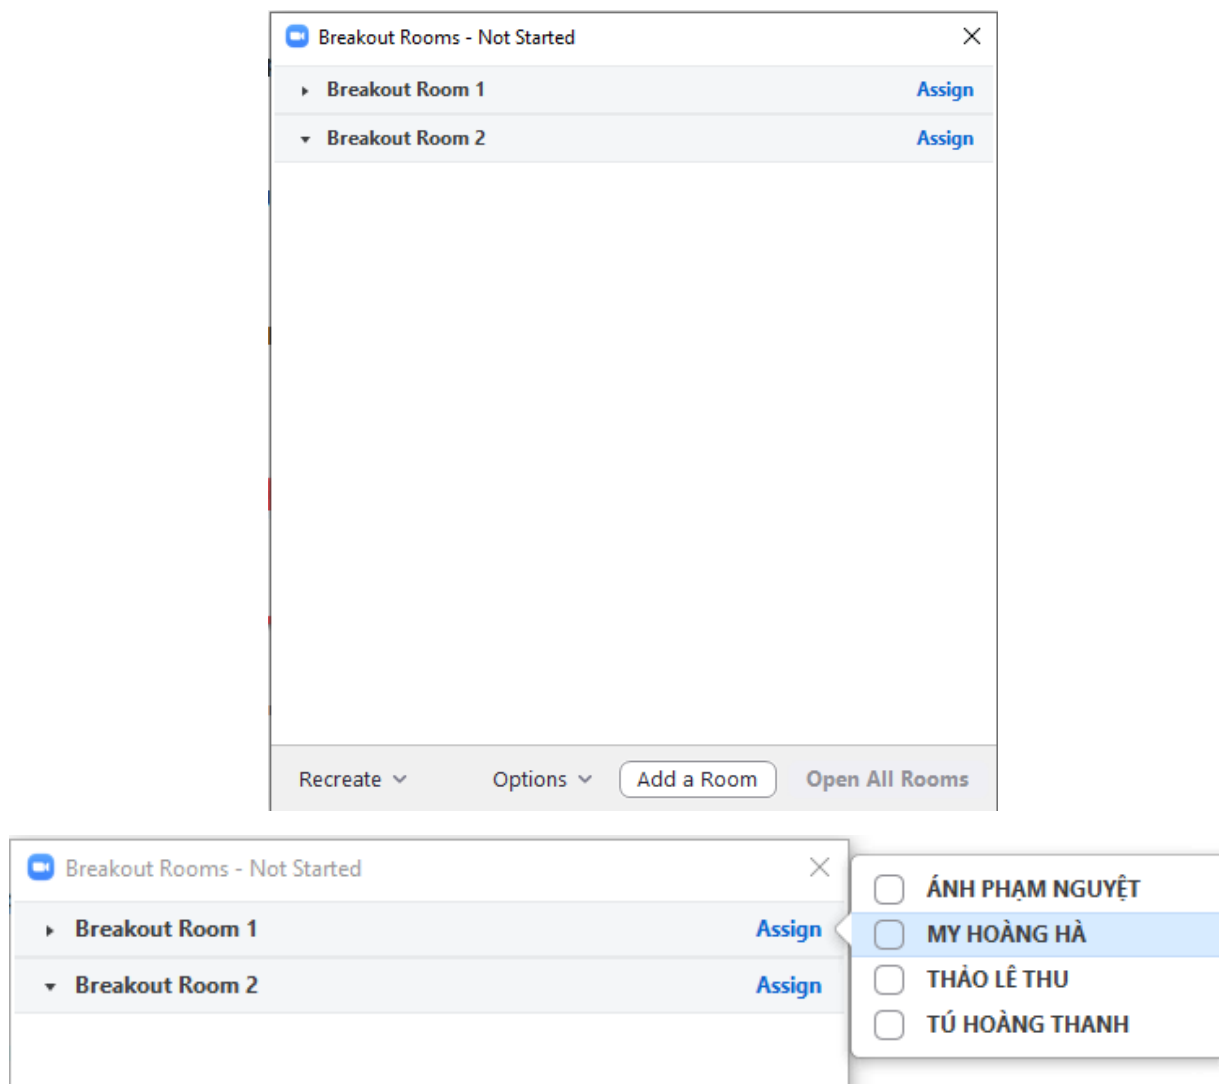 Breakout Rooms - Not Started
Breakout Room 1 Assign
Breakout Room 2 Assign
Recreate Options Add a Room Open All Rooms
Breakout Rooms - Not Started
Breakout Room 1 Assign
Breakout Room 2 Assign
ÁNH PHẠM NGUYỆT
MY HOÀNG HÀ
THẢO LÊ THU
TÚ HOÀNG THANH